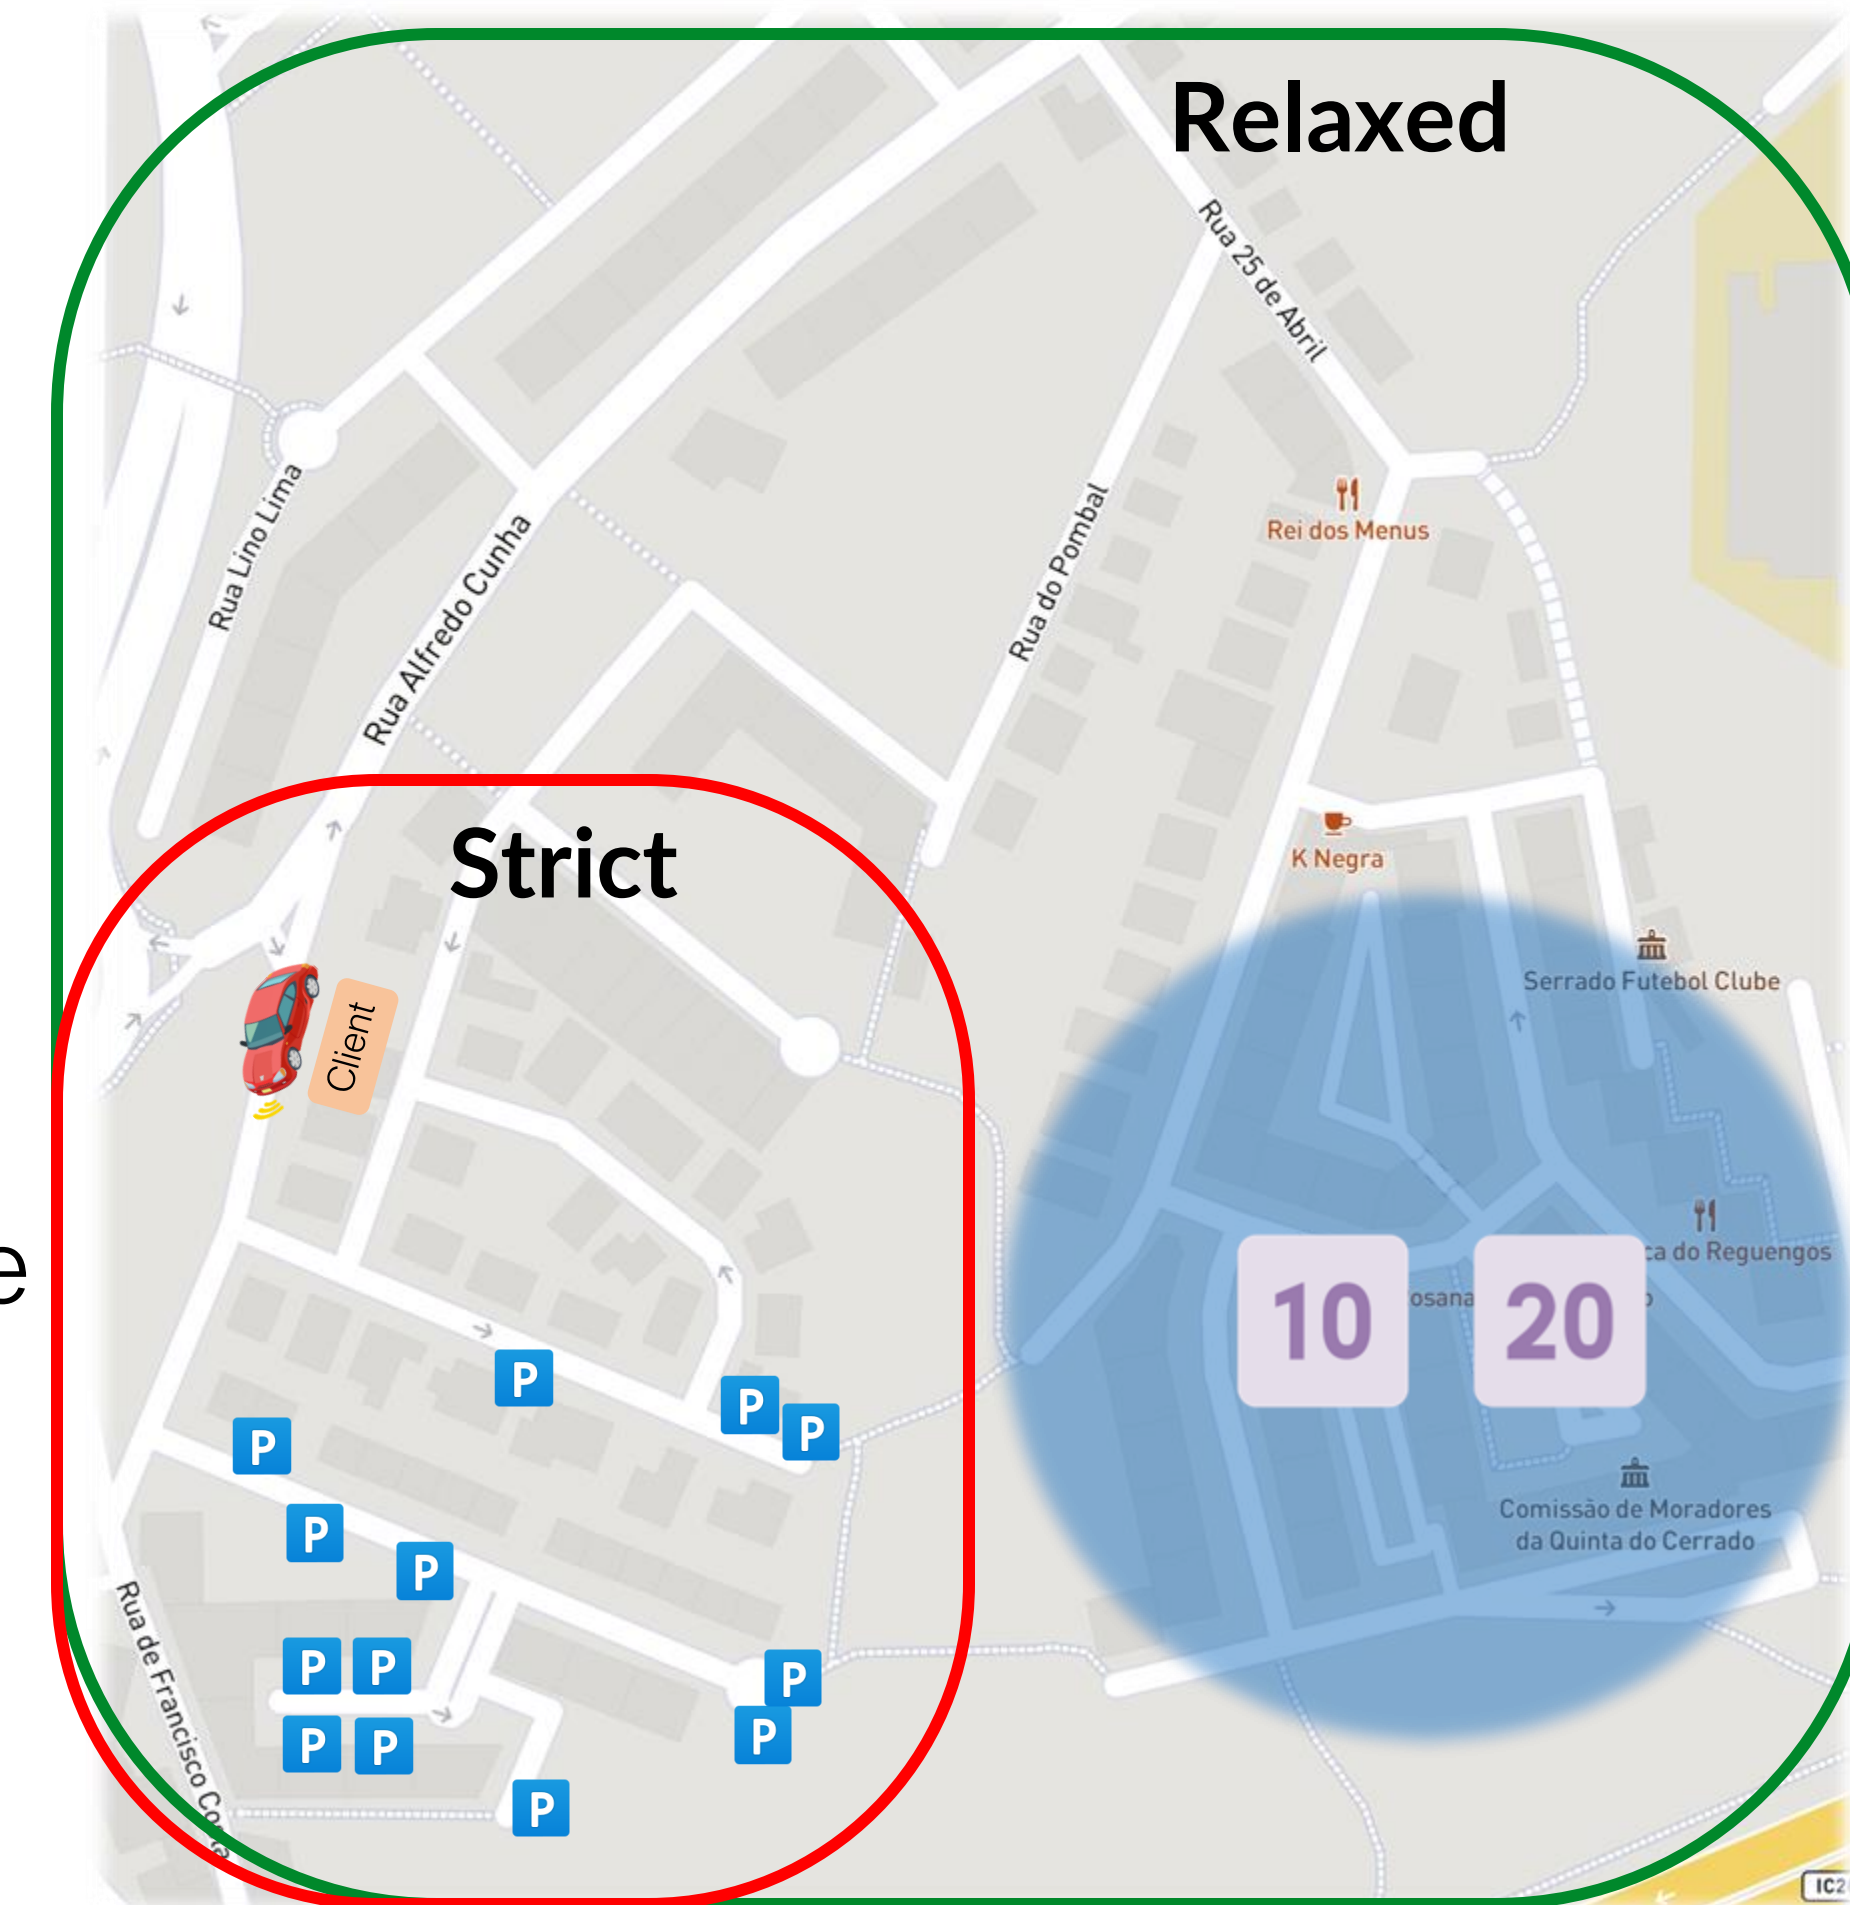 Relaxed
Rua 25 de Abril
Rua Lino Lima
Rei dos Menus
Rua Alfredo Cunha
Rua do Pombal
Strict
K Negra
Serrado Futebol Clube
Client
e
ca do Reguengos
10
20
P
P
P
P
Comissão de Moradores
da Quinta do Cerrado
P
P
Rua de Francisco
P
P
P
P
P
P
P
IC2